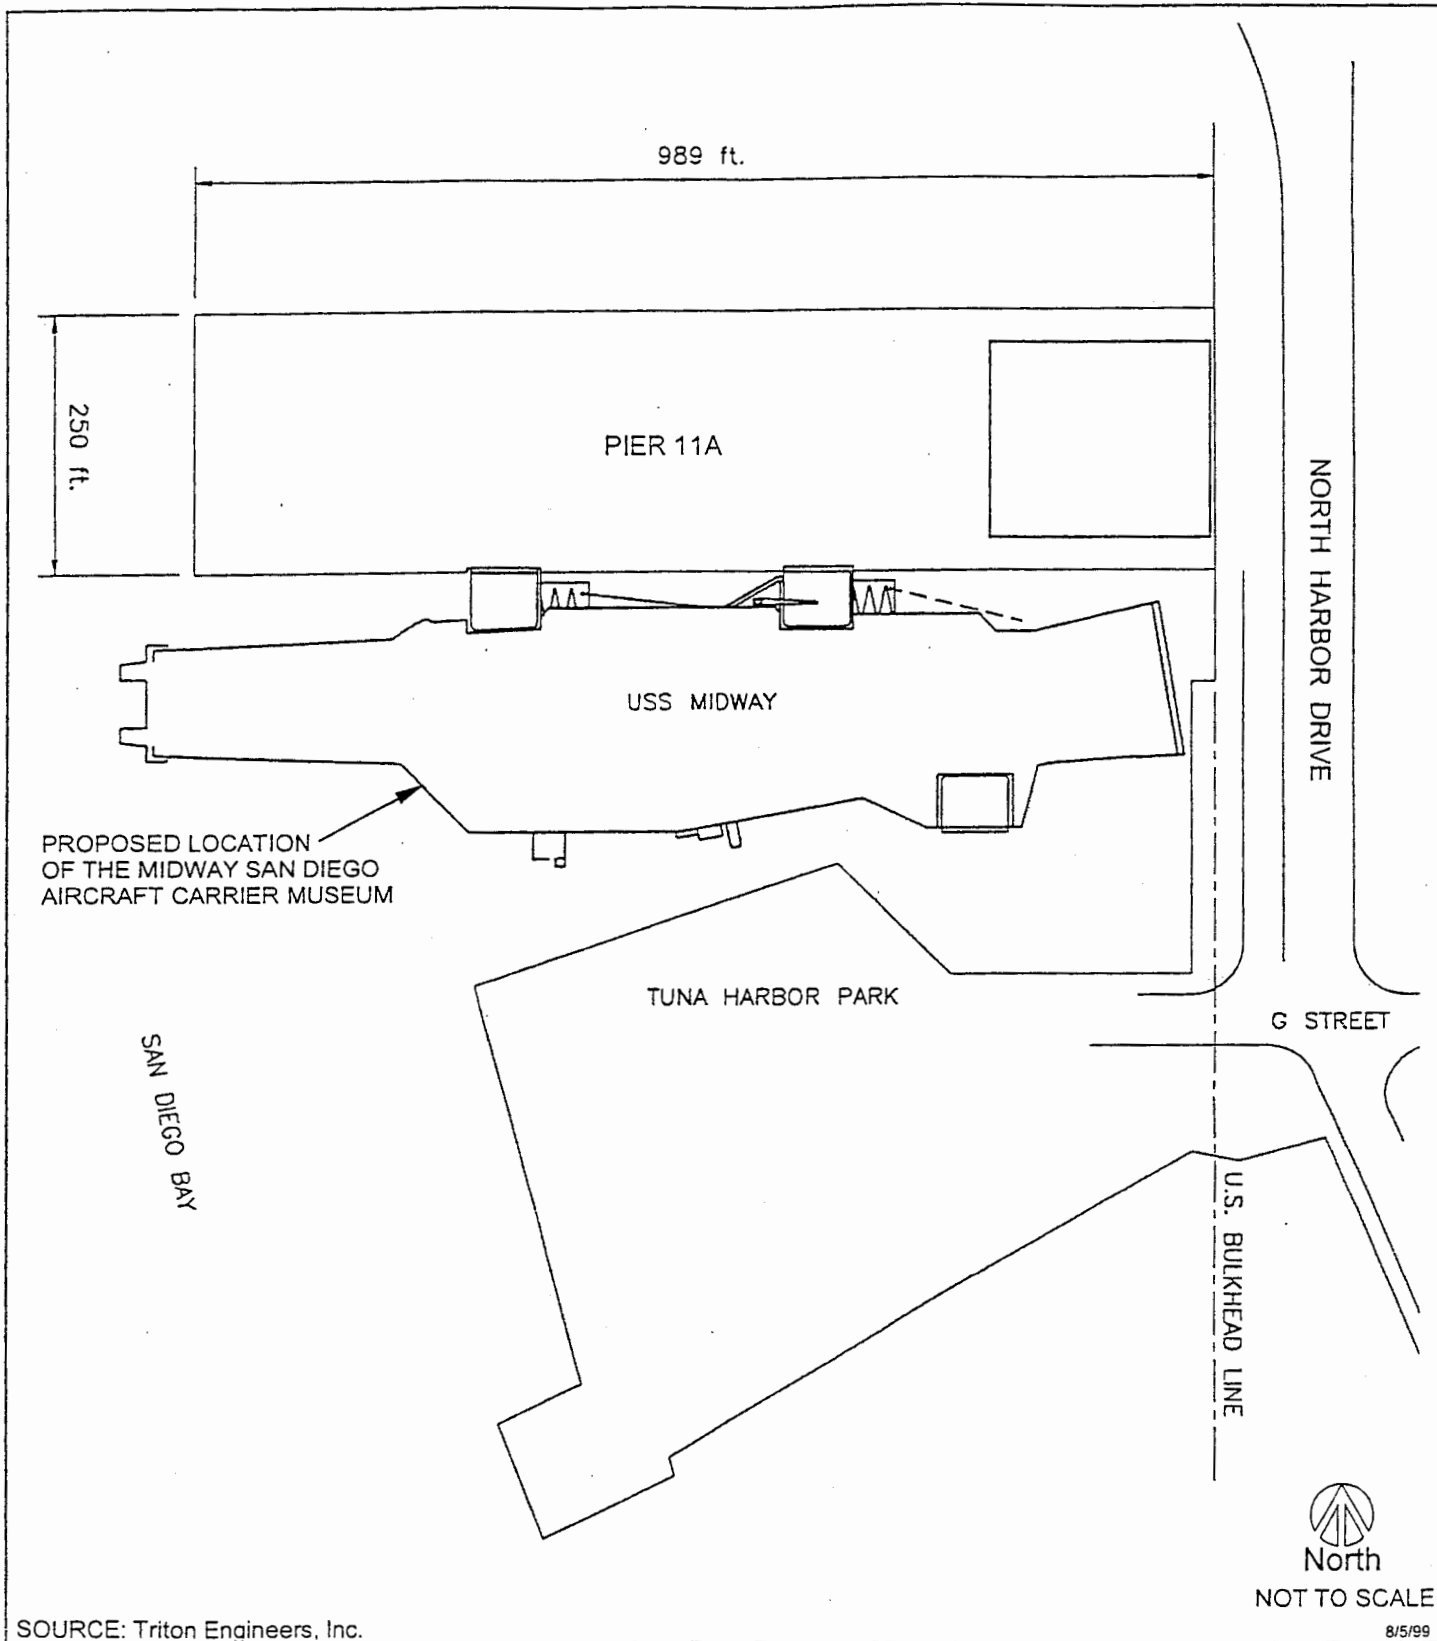 989 ft.
250 ft.
PIER 11A
NORTH HARBOR DRIVE
USS MIDWAY
PROPOSED LOCATION
OF THE MIDWAY SAN DIEGO
AIRCRAFT CARRIER MUSEUM
TUNA HARBOR PARK
G STREET
SAN DIEGO BAY
U.S. BULKHEAD LINE
North
NOT TO SCALE
SOURCE: Triton Engineers, Inc.
8/5/99